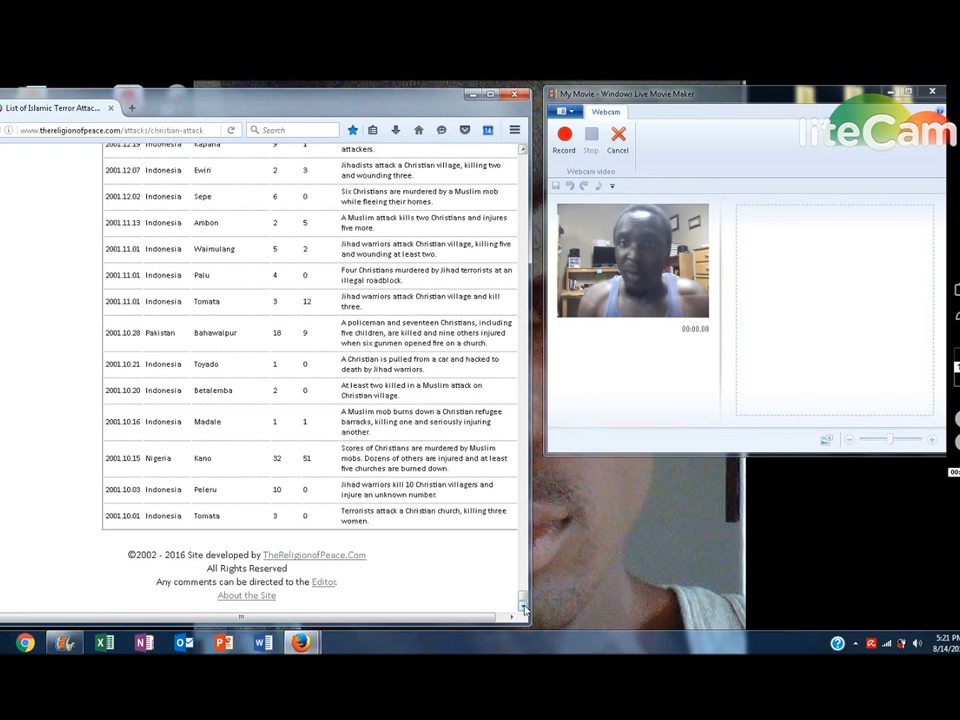 List of Islamic Terror Attac...
www.thereligionofpeace.com/attacks/christian-attack
Search
14
2001.12.19 Indonesia Kapana 9 1
attackers.
2001.12.07 Indonesia Ewiri 2 3 Jihadists attack a Christian village, killing two
and wounding three.
2001.12.02 Indonesia Sepe 6 0 Six Christians are murdered by a Muslim mob
while fleeing their homes.
2001.11.13 Indonesia Ambon 2 5 A Muslim attack kills two Christians and injures
five more.
2001.11.01 Indonesia Waimulang 5 2 Jihad warriors attack Christian village, killing five
and wounding at least two.
2001.11.01 Indonesia Palu 4 0 Four Christians murdered by Jihad terrorists at an
illegal roadblock.
2001.11.01 Indonesia Tomata 3 12 Jihad warriors attack Christian village and kill
three.
2001.10.28 Pakistan Bahawalpur 18 9 A policeman and seventeen Christians, including
five children, are killed and nine others injured
when six gunmen opened fire on a church.
2001.10.21 Indonesia Toyado 1 0 A Christian is pulled from a car and hacked to
death by Jihad warriors.
2001.10.20 Indonesia Betalemba 2 0 At least two killed in a Muslim attack on
Christian village.
2001.10.16 Indonesia Madale 1 1 A Muslim mob burns down a Christian refugee
barracks, killing one and seriously injuring
another.
2001.10.15 Nigeria Kano 32 51 Scores of Christians are murdered by Muslim
mobs. Dozens of others are injured and at least
five churches are burned down.
2001.10.03 Indonesia Peleru 10 0 Jihad warriors kill 10 Christian villagers and
injure an unknown number.
2001.10.01 Indonesia Tomata 3 0 Terrorists attack a Christian church, killing three
women.
©2002 - 2016 Site developed by TheReligionofPeace.Com
All Rights Reserved
Any comments can be directed to the Editor.
About the Site
My Movie - Windows Live Movie Maker
Webcam
Record Stop Cancel
Webcam video
00:00.00
liteCam
5:21 PM